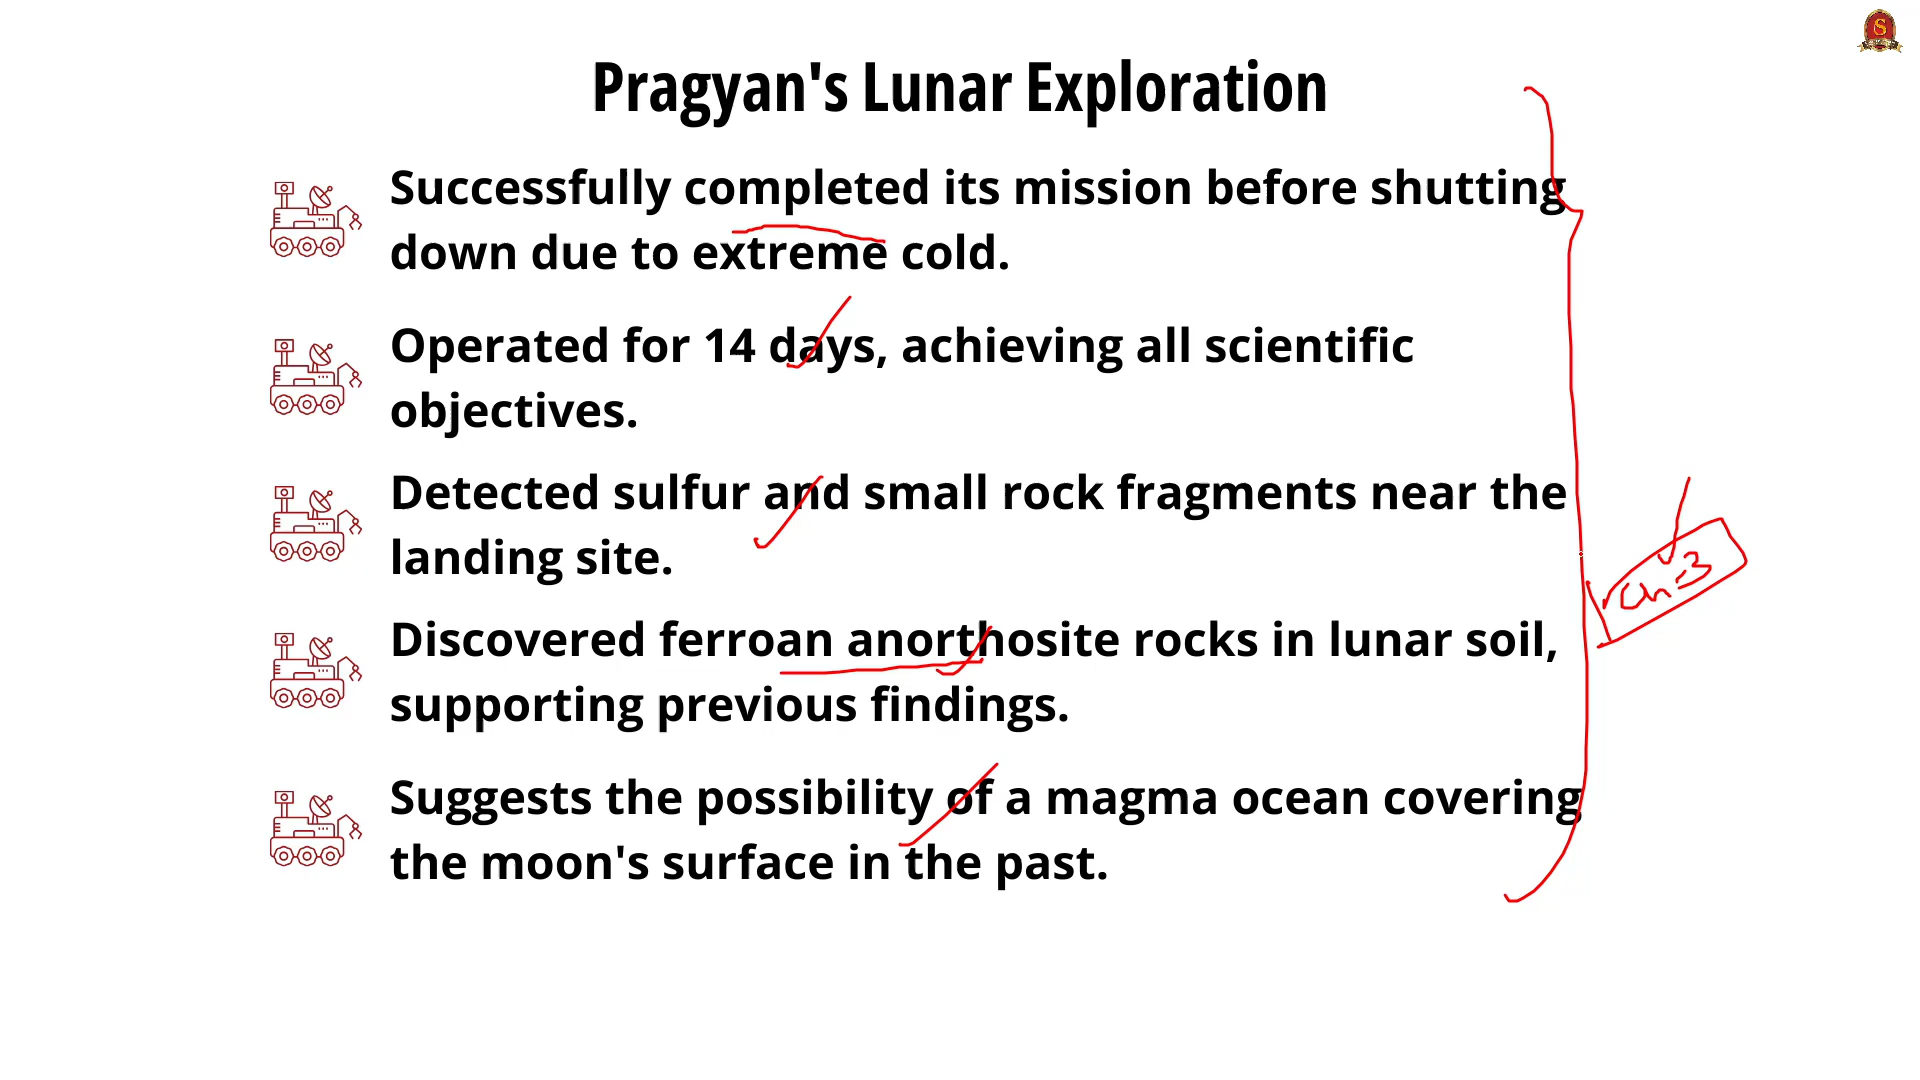 Pragyan's Lunar Exploration
Successfully completed its mission before shutting
down due to extreme cold.
Operated for 14 days, achieving all scientific
objectives.
Detected sulfur and small rock fragments near the
landing site.
Ch-3
Discovered ferroan anorthosite rocks in lunar soil,
supporting previous findings.
Suggests the possibility of a magma ocean covering
the moon's surface in the past.